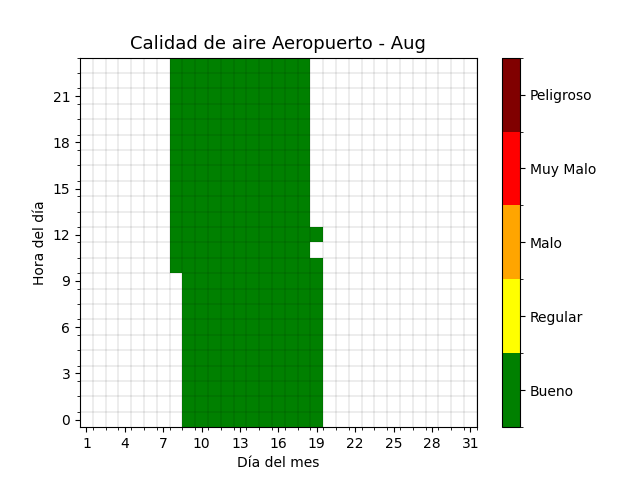 Calidad de aire Aeropuerto - Aug
Peligroso
Muy Malo
Malo
Regular
Bueno
Hora del día
21
18
15
12
9
6
3
0
1 4 7 10 13 16 19 22 25 28 31
Día del mes